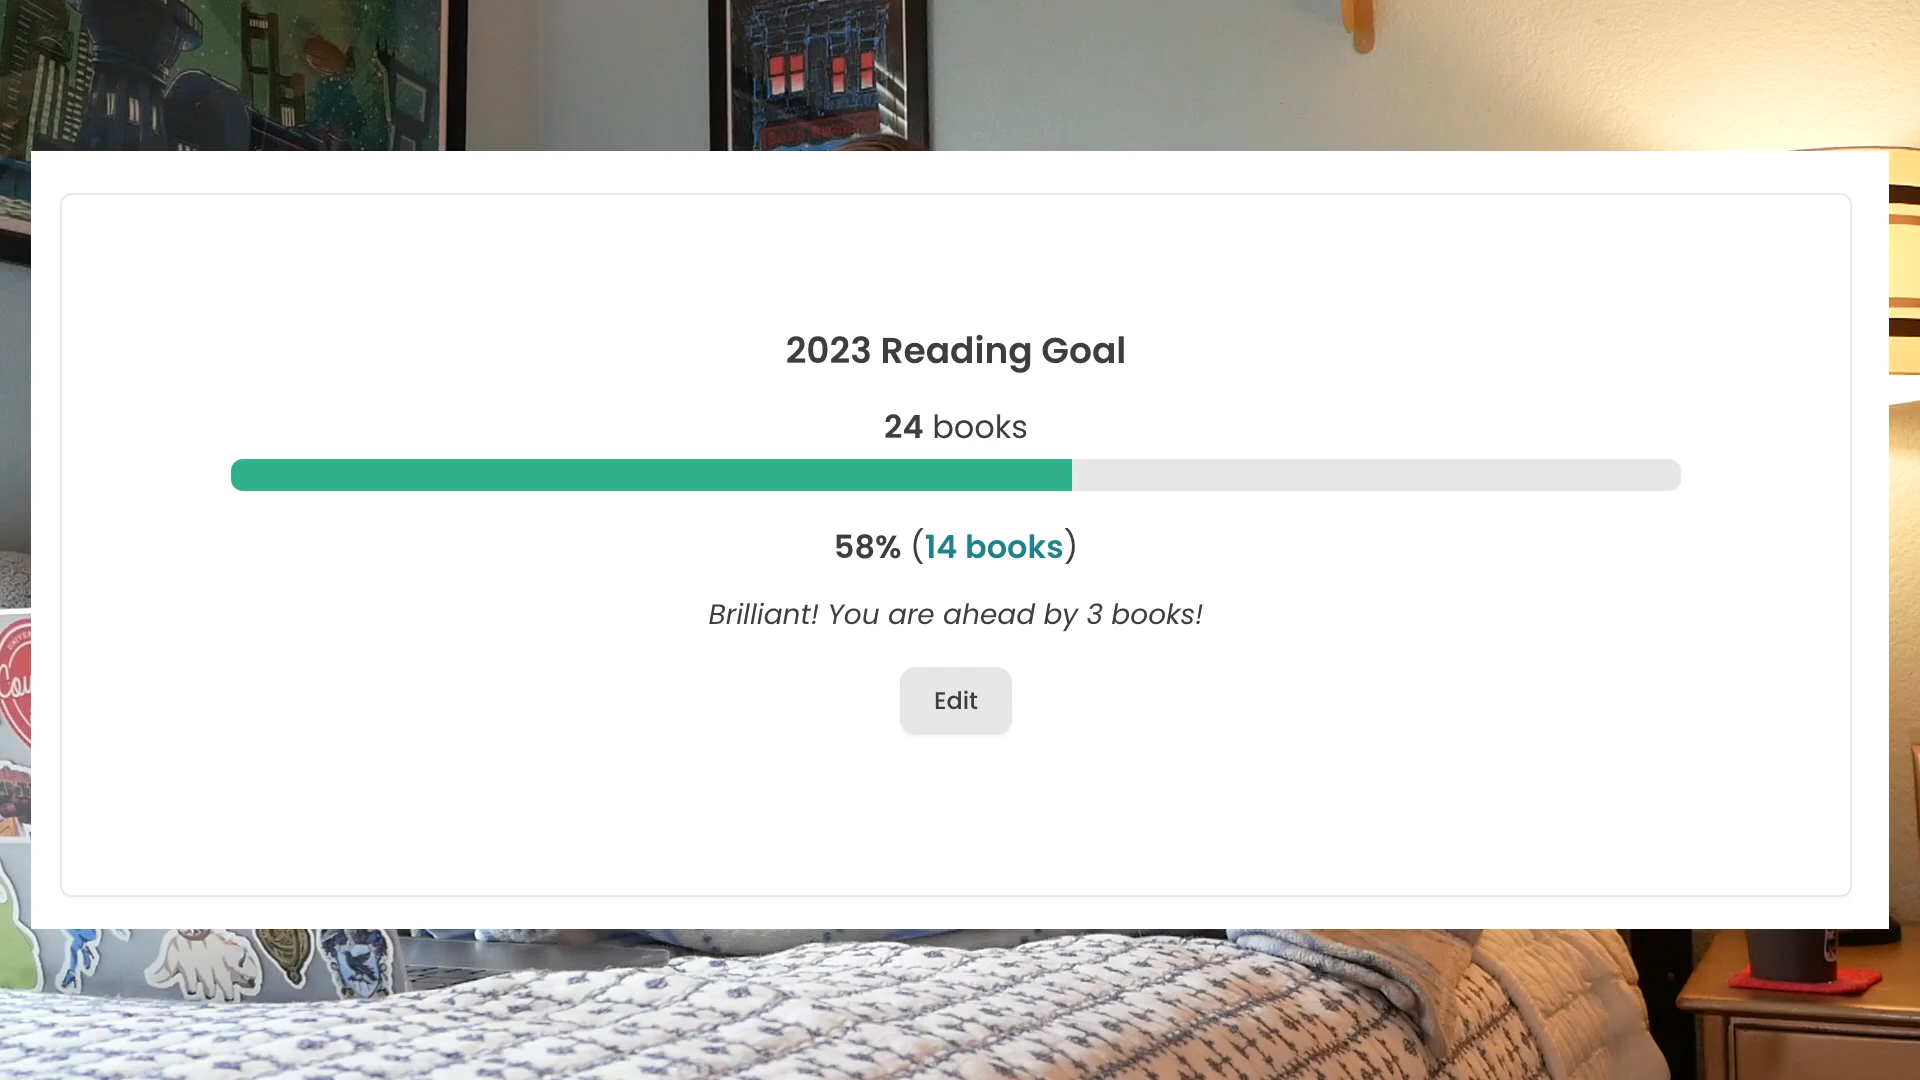 2023 Reading Goal
24 books
58% (14 books)
Brilliant! You are ahead by 3 books!
Edit